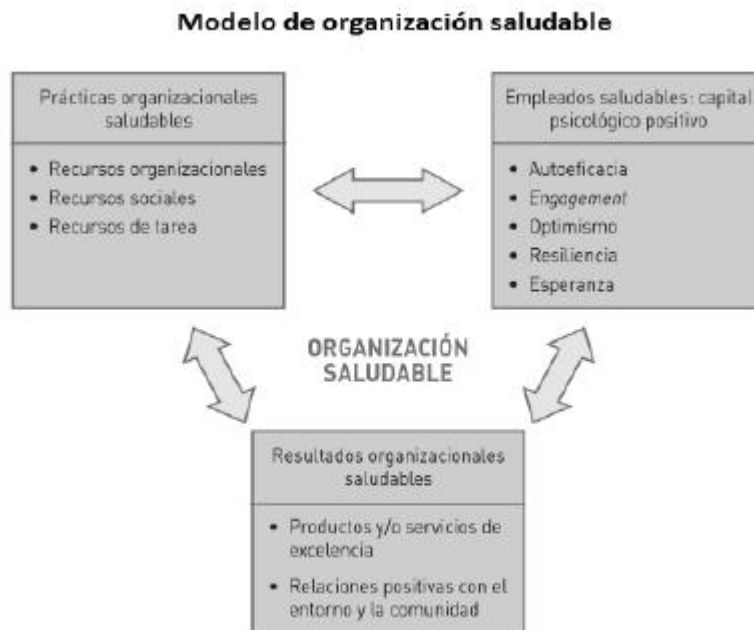 Modelo de organización saludable
Prácticas organizacionales
saludables
• Recursos organizacionales
• Recursos sociales
• Recursos de tarea
Empleados saludables: capital
psicológico positivo
• Autoeficacia
• Engagement
• Optimismo
• Resiliencia
• Esperanza
ORGANIZACIÓN
SALUDABLE
Resultados organizacionales
saludables
• Productos y/o servicios de
excelencia
• Relaciones positivas con el
entorno y la comunidad